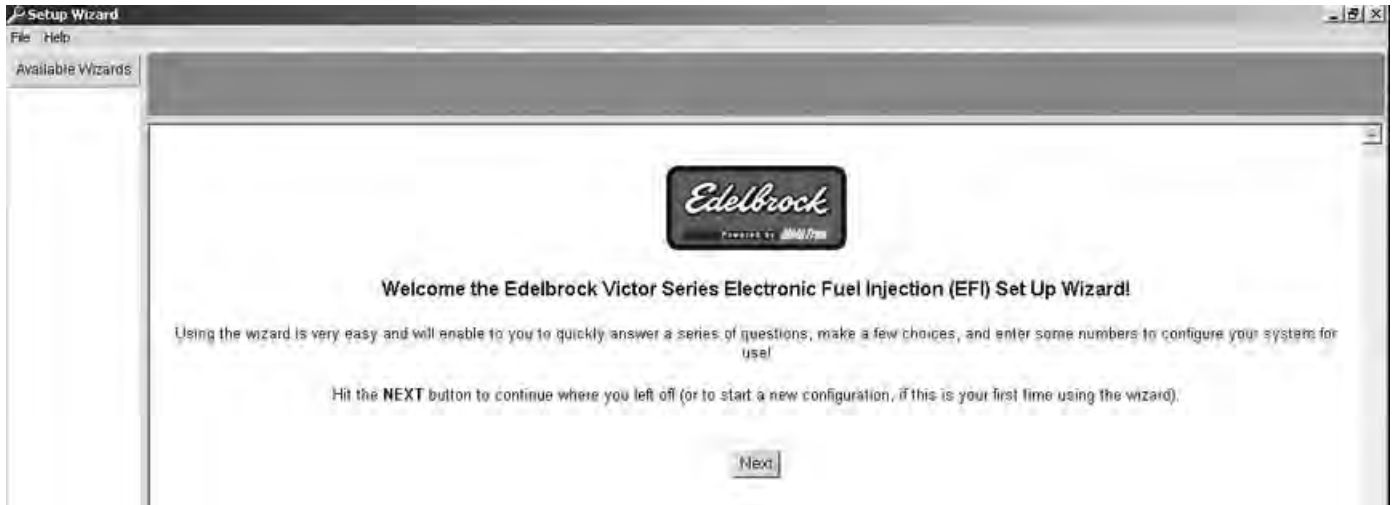 Setup Wizard
File Help
Available Wizards
Edelbrock
Powered by
Welcome the Edelbrock Victor Series Electronic Fuel Injection (EFI) Set Up Wizard!
Using the wizard is very easy and will enable to you to quickly answer a series of questions, make a few choices, and enter some numbers to configure your system for
use!
Hit the NEXT button to continue where you left off (or to start a new configuration, if this is your first time using the wizard).
Next